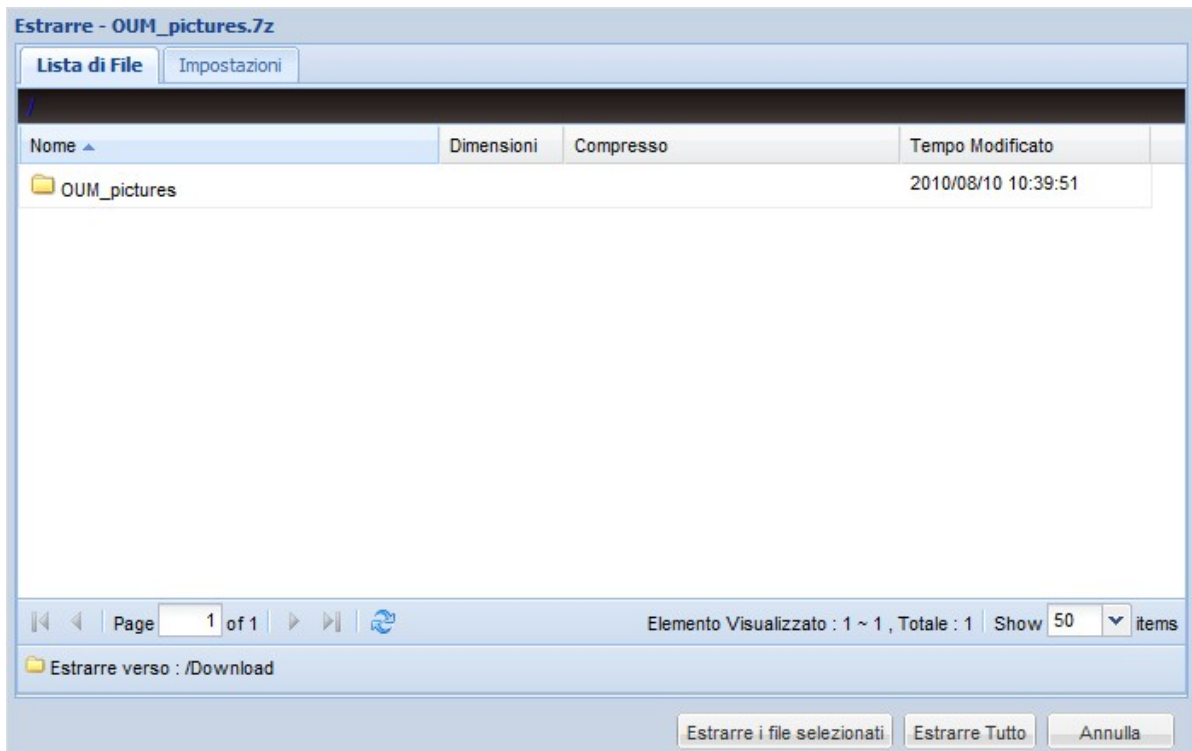 Estrarre - OUM_pictures.7z
Lista di File Impostazioni
/
Nome Dimensioni Compresso Tempo Modificato
OUM_pictures 2010/08/10 10:39:51
Page 1 of 1 Elemento Visualizzato : 1 ~ 1 , Totale : 1 Show 50 items
Estrarre verso : /Download
Estrarre i file selezionati Estrarre Tutto Annulla